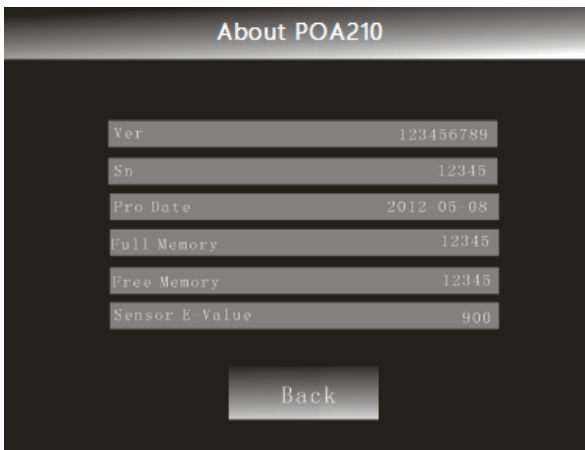 About POA210
Ver 123456789
Sn 12345
Pro Date 2012-05-08
Full Memory 12345
Free Memory 12345
Sensor E-Value 900
Back